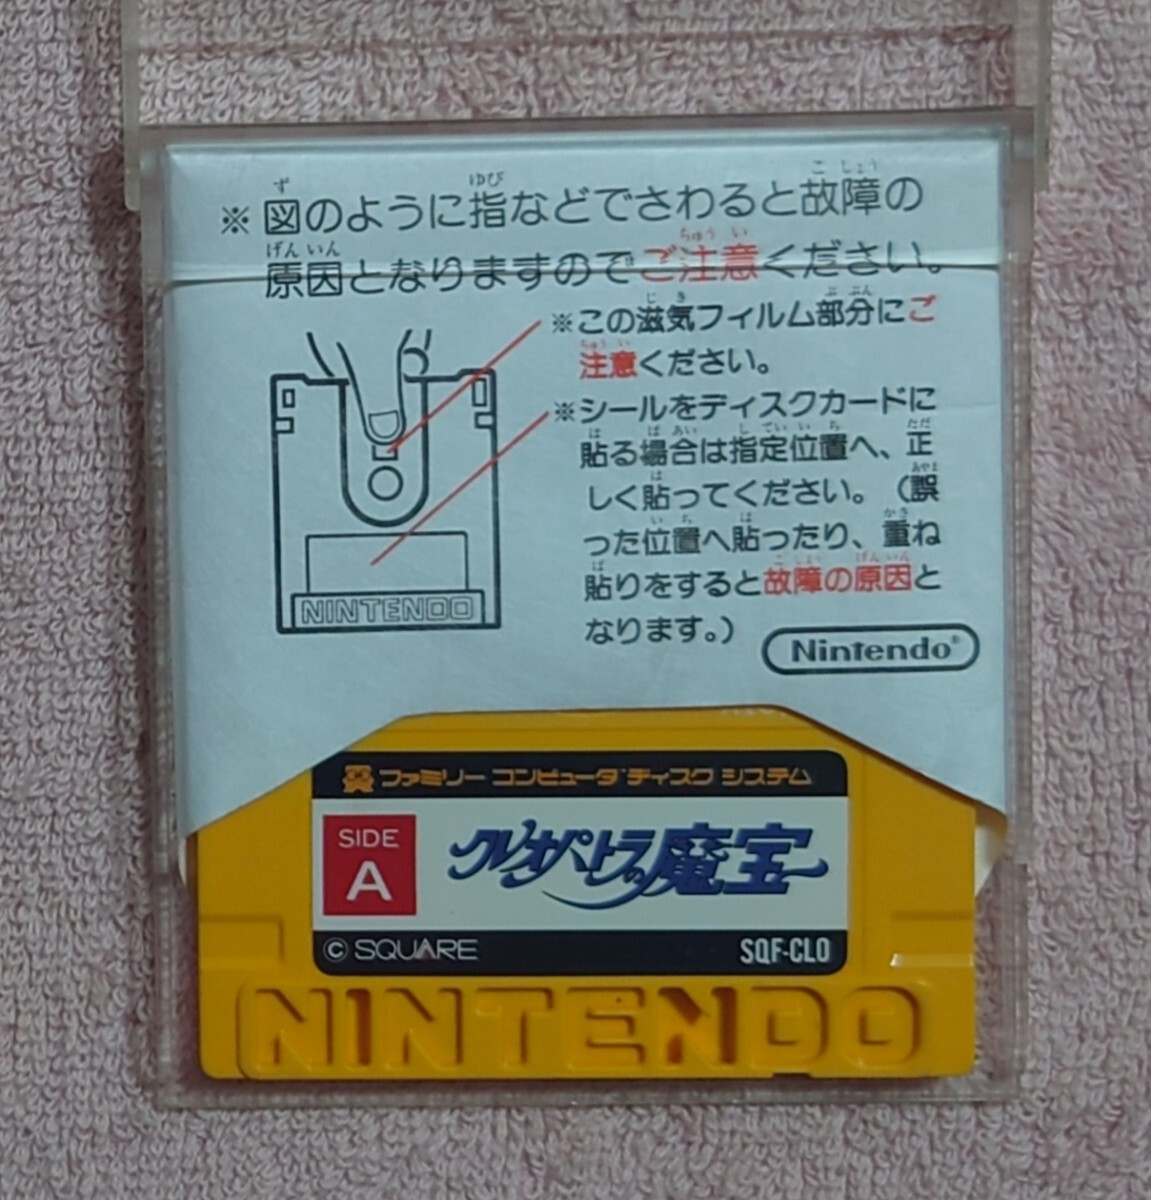 ※図のように指などでさわると故障の
原因となりますのでご注意ください。
※この滋気フィルム部分にご
注意ください。
※シールをディスクカードに
貼る場合は指定位置へ、正
しく貼ってください。(誤
った位置へ貼ったり、重ね
貼りをすると故障の原因と
なります。)
NINTENDO
Nintendo®
ファミリー コンピュータ ディスク システム
SIDE
A
クレオパトラの魔宝
© SQUARE
SQF-CLO
NINTENDO